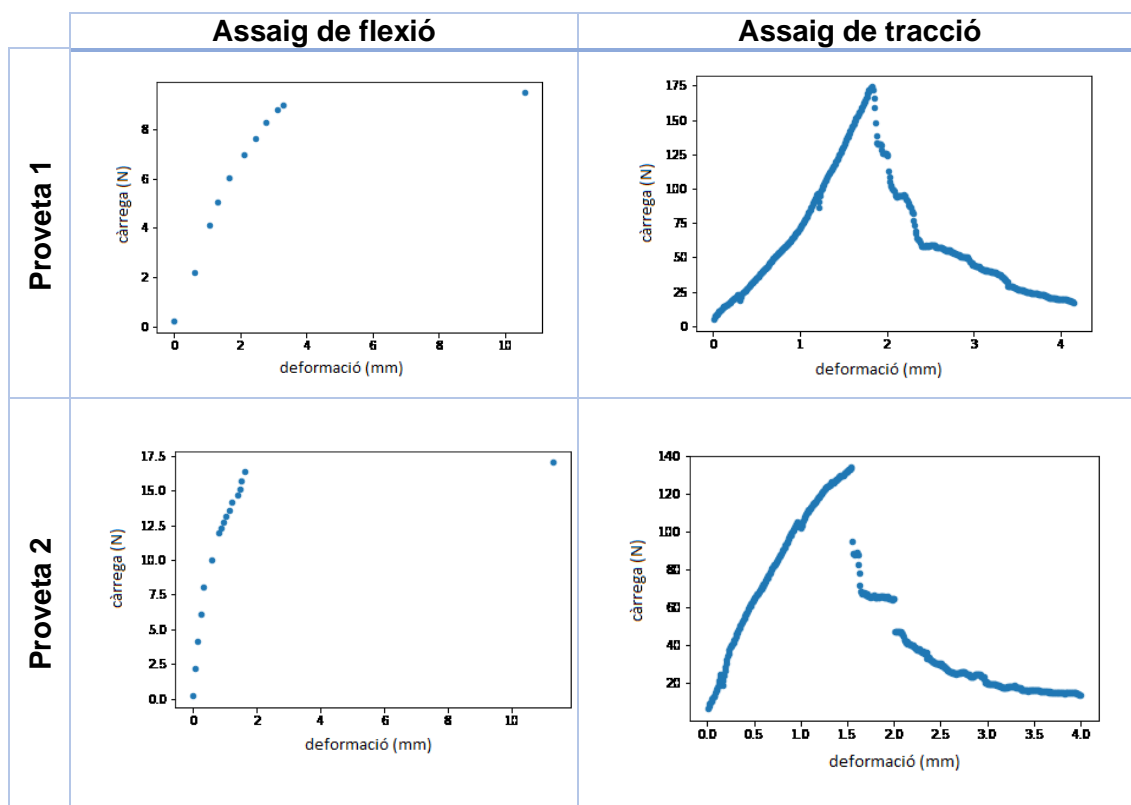 Assaig de flexió
Assaig de tracció
Proveta 1
càrrega (N)
8
6
4
2
0
0 2 4 6 8 10
deformació (mm)
càrrega (N)
175
150
125
100
75
50
25
0
0 1 2 3 4
deformació (mm)
Proveta 2
càrrega (N)
17.5
15.0
12.5
10.0
7.5
5.0
2.5
0.0
0 2 4 6 8 10
deformació (mm)
càrrega (N)
140
120
100
80
60
40
20
0.0 0.5 1.0 1.5 2.0 2.5 3.0 3.5 4.0
deformació (mm)